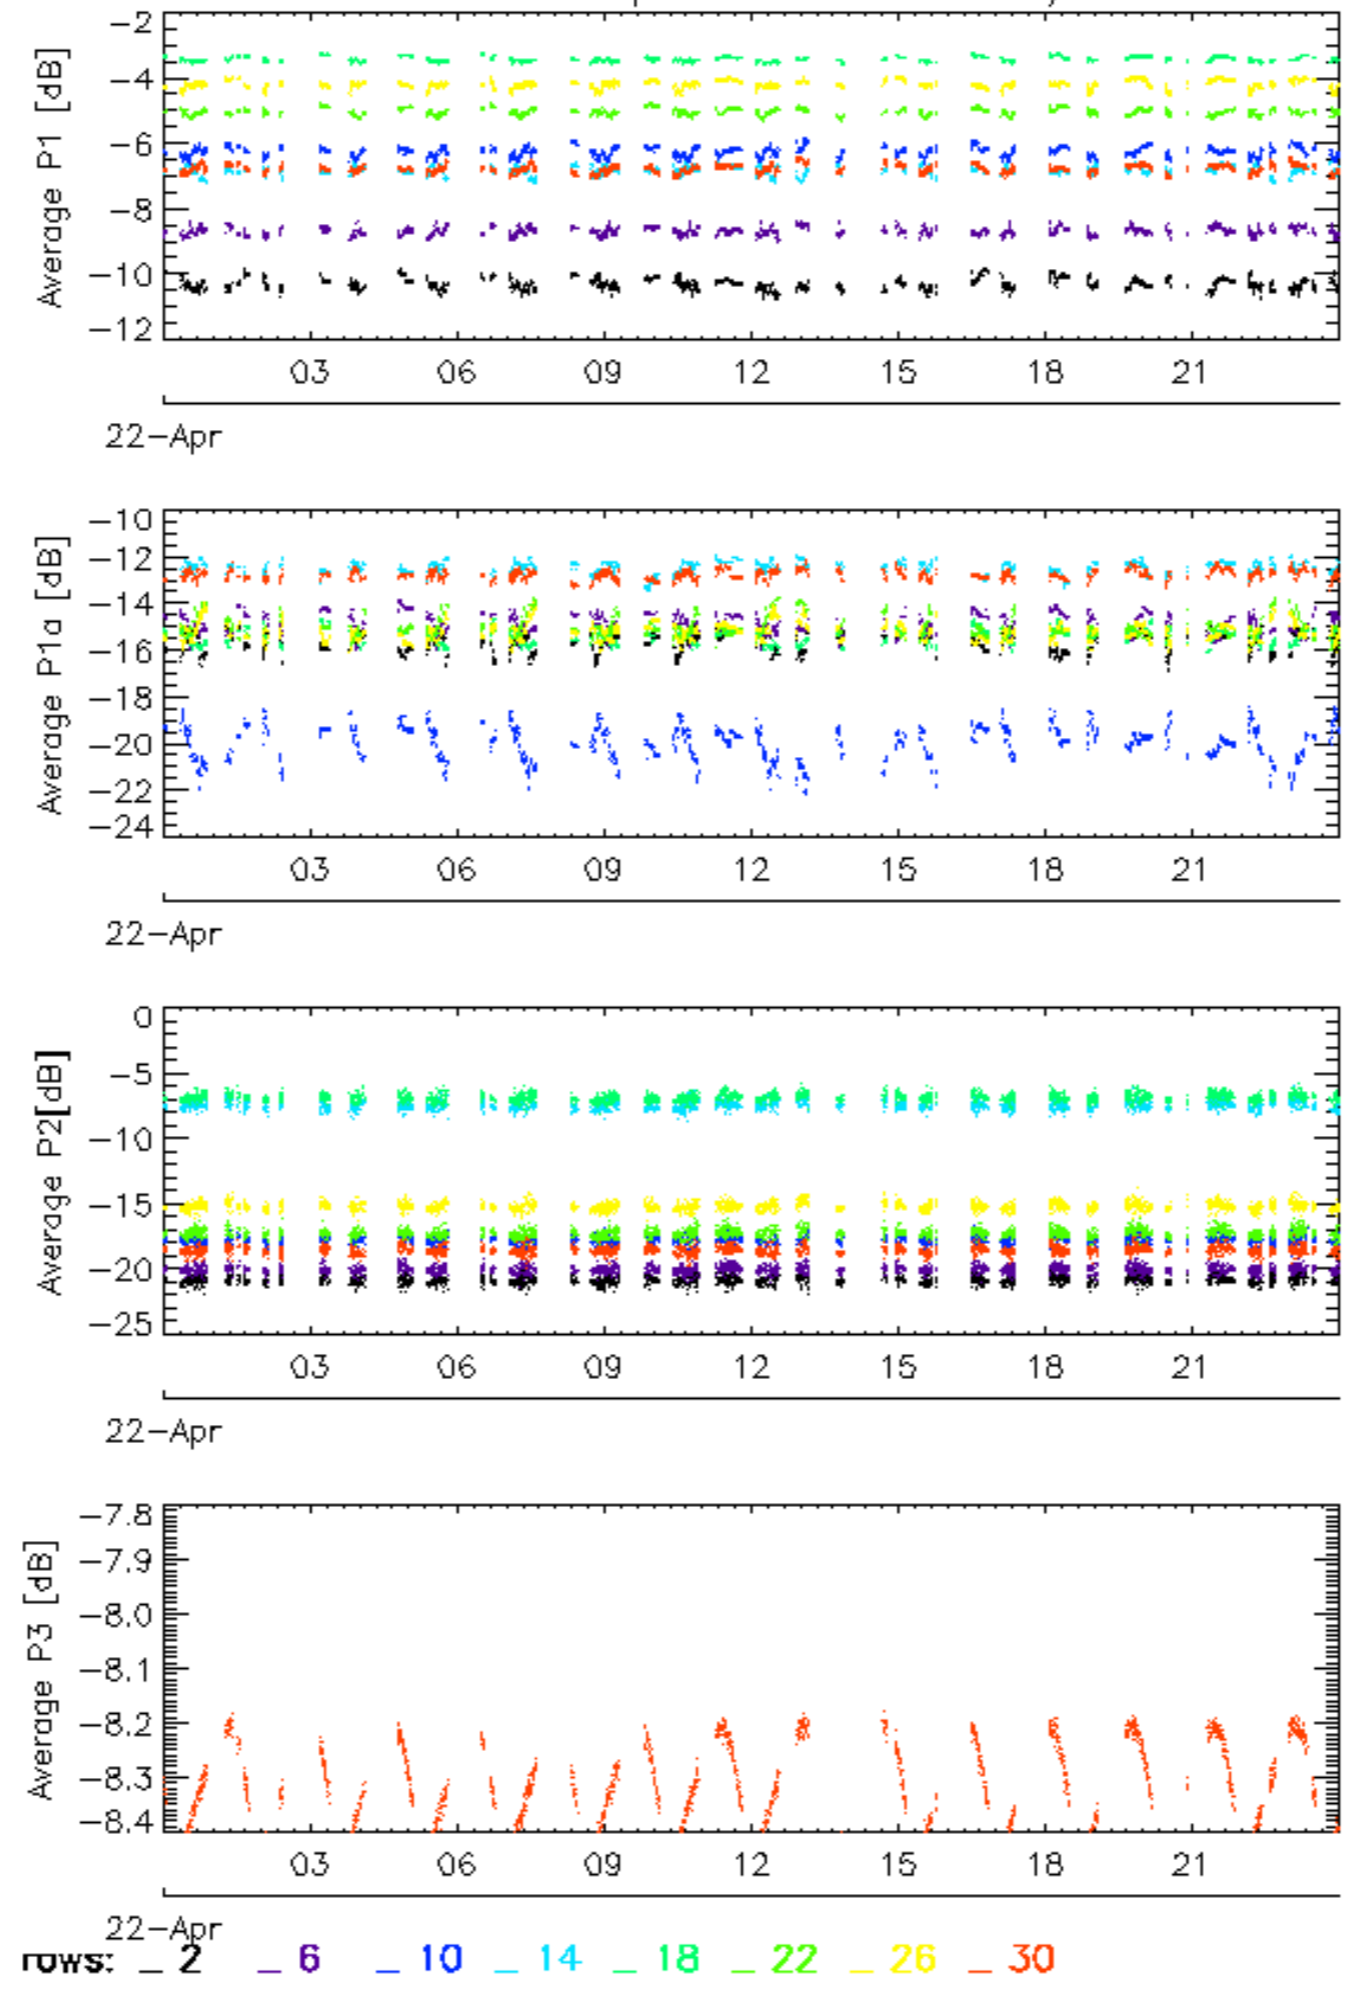 -2
-4
-6
-8
-10
-12
Average P1 [dB]
03 06 09 12 15 18 21
22-Apr
-10
-12
-14
-16
-18
-20
-22
-24
Average P1a [dB]
03 06 09 12 15 18 21
22-Apr
0
-5
-10
-15
-20
-25
Average P2[dB]
03 06 09 12 15 18 21
22-Apr
-7.8
-7.9
-8.0
-8.1
-8.2
-8.3
-8.4
Average P3 [dB]
03 06 09 12 15 18 21
22-Apr
rows: _ 2 _ 6 _ 10 _ 14 _ 18 _ 22 _ 26 _ 30